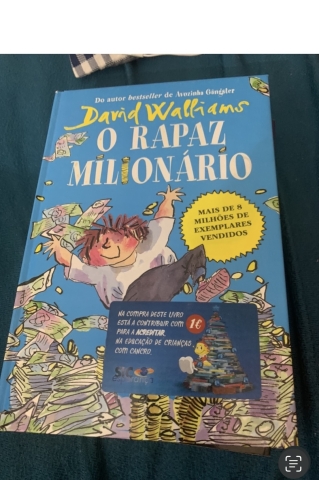 Do autor bestseller de Avozinha Gângster
David Walliams
O RAPAZ
MILIONÁRIO
MAIS DE 8
MILHÕES DE
EXEMPLARES
VENDIDOS
NA COMPRA DESTE LIVRO
ESTÁ A CONTRIBUIR COM
1€
PARA A ACREDITAR,
NA EDUCAÇÃO DE CRIANÇAS
COM CANCRO.